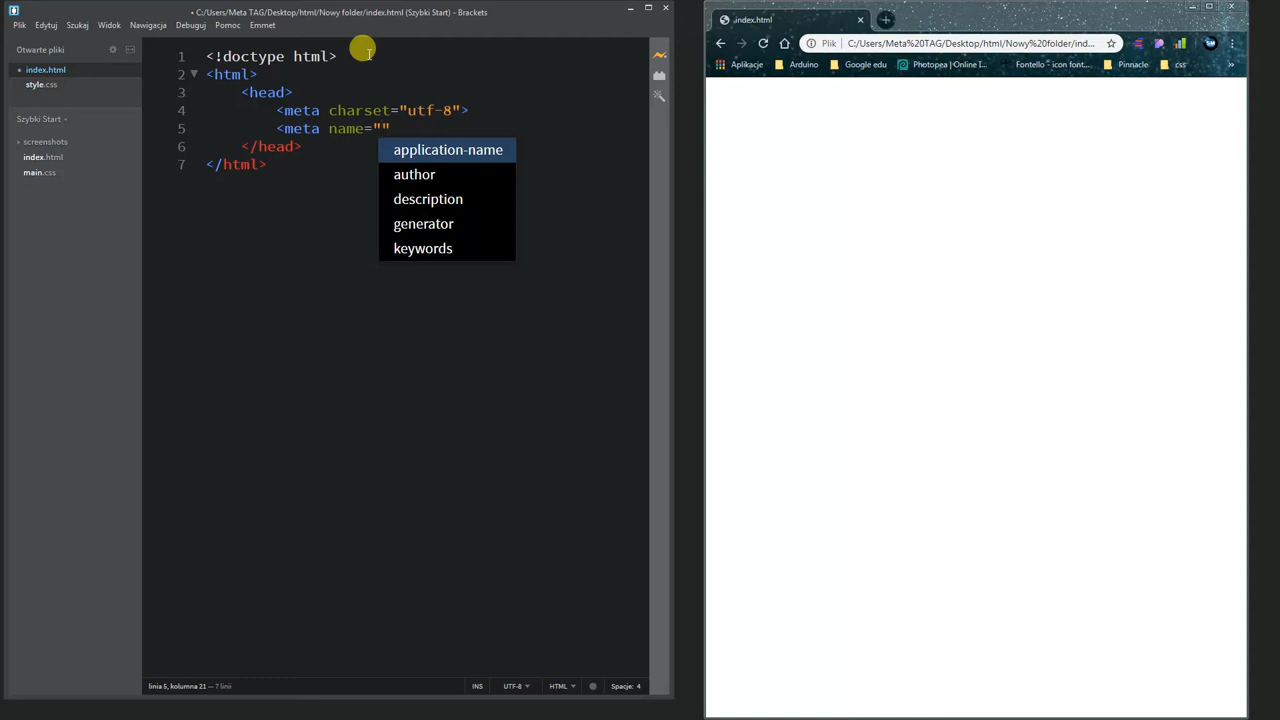 • C:/Users/Meta TAG/Desktop/html/Nowy folder/index.html (Szybki Start) - Brackets
Plik Edytuj Szukaj Widok Nawigacja Debuguj Pomoc Emmet
Otwarte pliki
• index.html
style.css
Szybki Start
screenshots
index.html
main.css
1 <!doctype html>
2 <html>
3 <head>
4 <meta charset="utf-8">
5 <meta name=""
6 </head>
7 </html>
application-name
author
description
generator
keywords
linia 5, kolumna 21 — 7 linii INS UTF-8 HTML Spacje: 4
index.html
Plik C:/Users/Meta%20TAG/Desktop/html/Nowy%20folder/ind...
Aplikacje Arduino Google edu Photopea | Online I... Fontello - icon font... Pinnacle css »